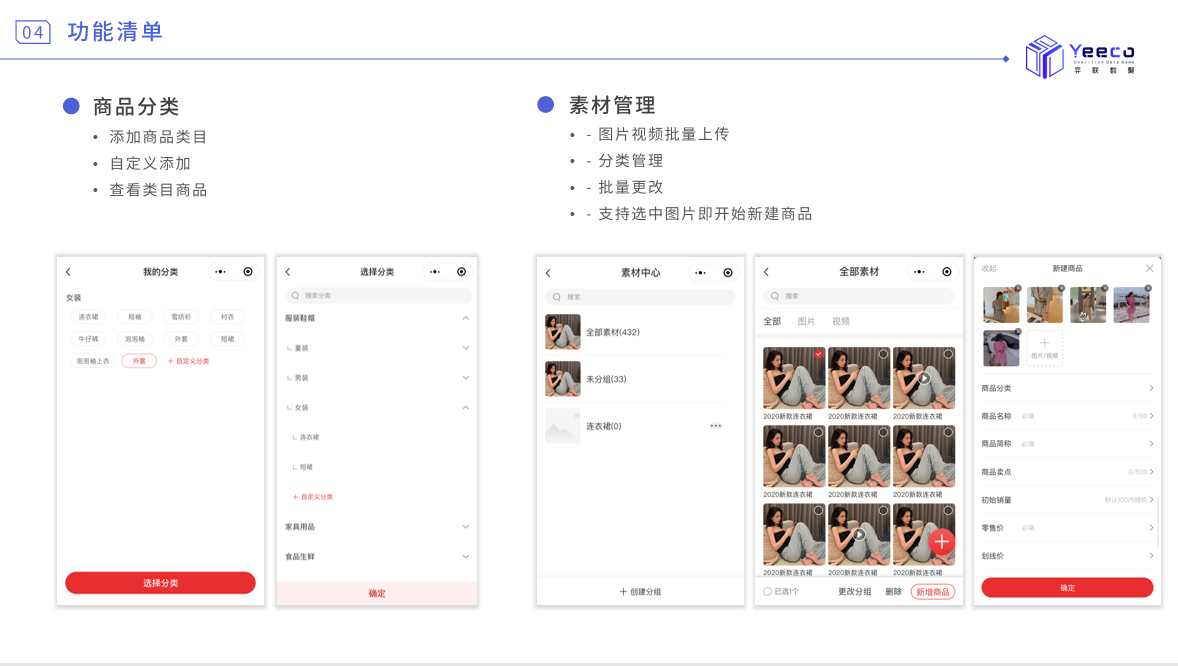 04 功能清单
Yeeco
Coalition Data Game
弈联数聚
商品分类
• 添加商品类目
• 自定义添加
• 查看类目商品
素材管理
• - 图片视频批量上传
• - 分类管理
• - 批量更改
• - 支持选中图片即开始新建商品
我的分类
女装
连衣裙 短袖 雪纺衫 衬衣
牛仔裤 泡泡袖 外套 短裙
泡泡袖上衣 外套 + 自定义分类
选择分类
选择分类
搜索分类
服装鞋帽
童装
男装
女装
连衣裙
短裙
+ 自定义分类
家具用品
食品生鲜
确定
素材中心
搜索
全部素材(432)
未分组(33)
连衣裙(0)
+ 创建分组
全部素材
搜索
全部 图片 视频
2020新款连衣裙 2020新款连衣裙 2020新款连衣裙
2020新款连衣裙 2020新款连衣裙 2020新款连衣裙
2020新款连衣裙 2020新款连衣裙 2020新款连衣裙
已选1个 更改分组 删除 新增商品
收起 新建商品
图片/视频
商品分类
商品名称 必填 0/60
商品简称 必填
商品卖点 0/500
初始销量 默认100内随机
零售价 必填
划线价
确定